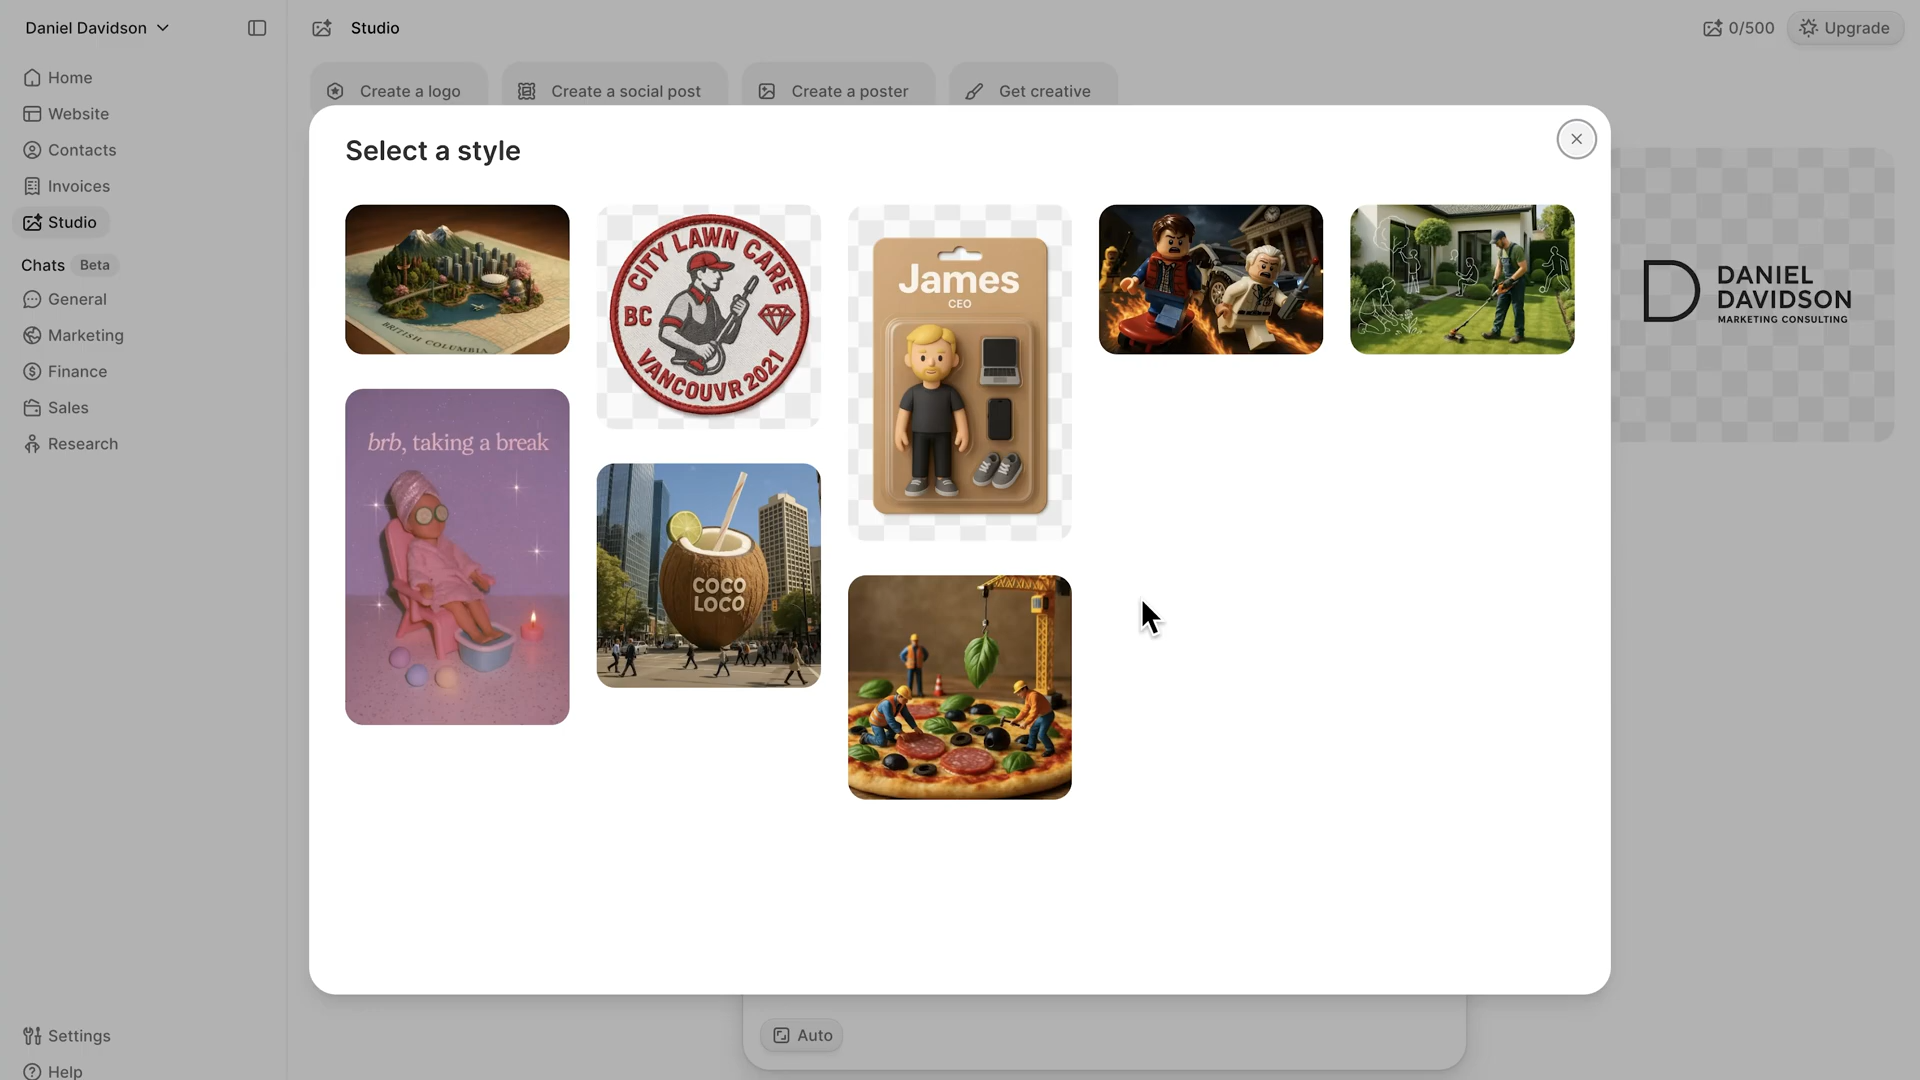 Daniel Davidson
Studio
0/500
Upgrade
Home
Website
Contacts
Invoices
Studio
Chats Beta
General
Marketing
Finance
Sales
Research
Settings
Help
Create a logo
Create a social post
Create a poster
Get creative
Select a style
BRITISH COLUMBIA
CITY LAWN CARE
BC
VANCOUVR 2021
James
CEO
brb, taking a break
COCO
LOCO
DANIEL
DAVIDSON
MARKETING CONSULTING
Auto